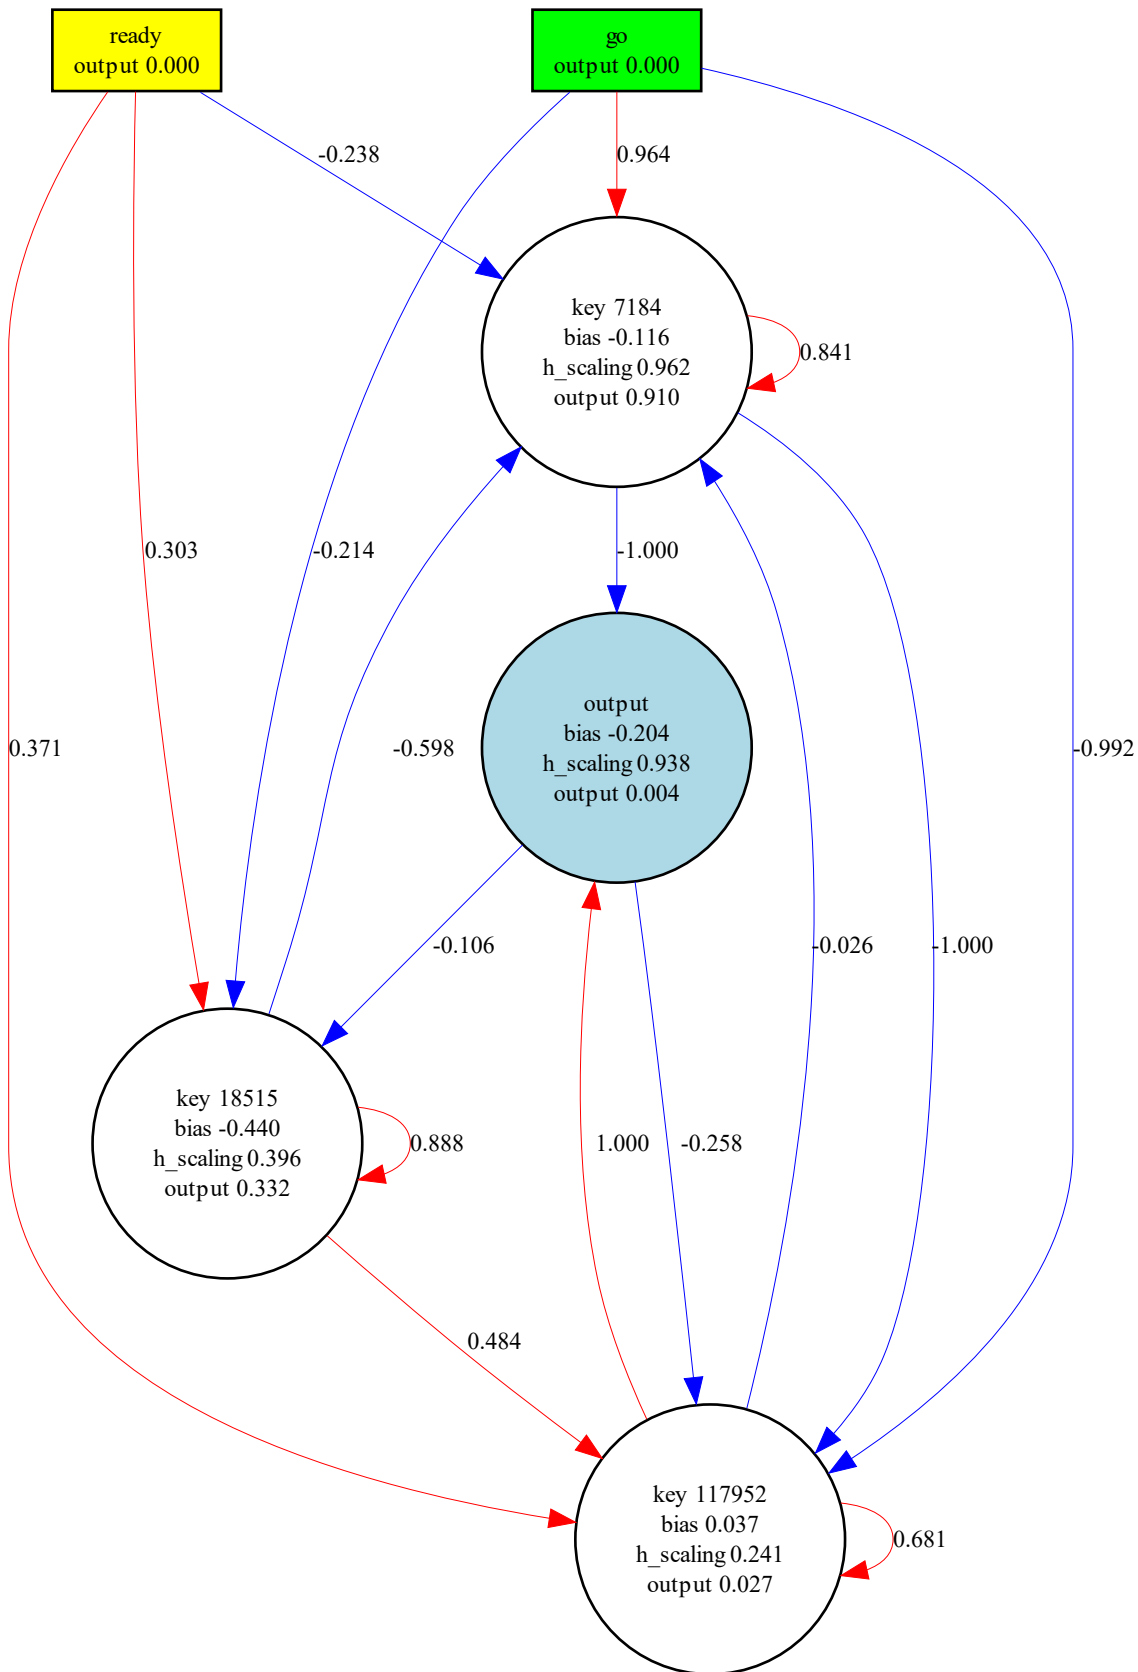 ready
output 0.000
go
output 0.000
-0.238
0.964
key 7184
bias -0.116
h_scaling 0.962
output 0.910
0.841
0.303
-0.214
-1.000
output
bias -0.204
h_scaling 0.938
output 0.004
0.371
-0.598
-0.992
-0.106
-0.026
-1.000
key 18515
bias -0.440
h_scaling 0.396
output 0.332
0.888
1.000
-0.258
0.484
key 117952
bias 0.037
h_scaling 0.241
output 0.027
0.681